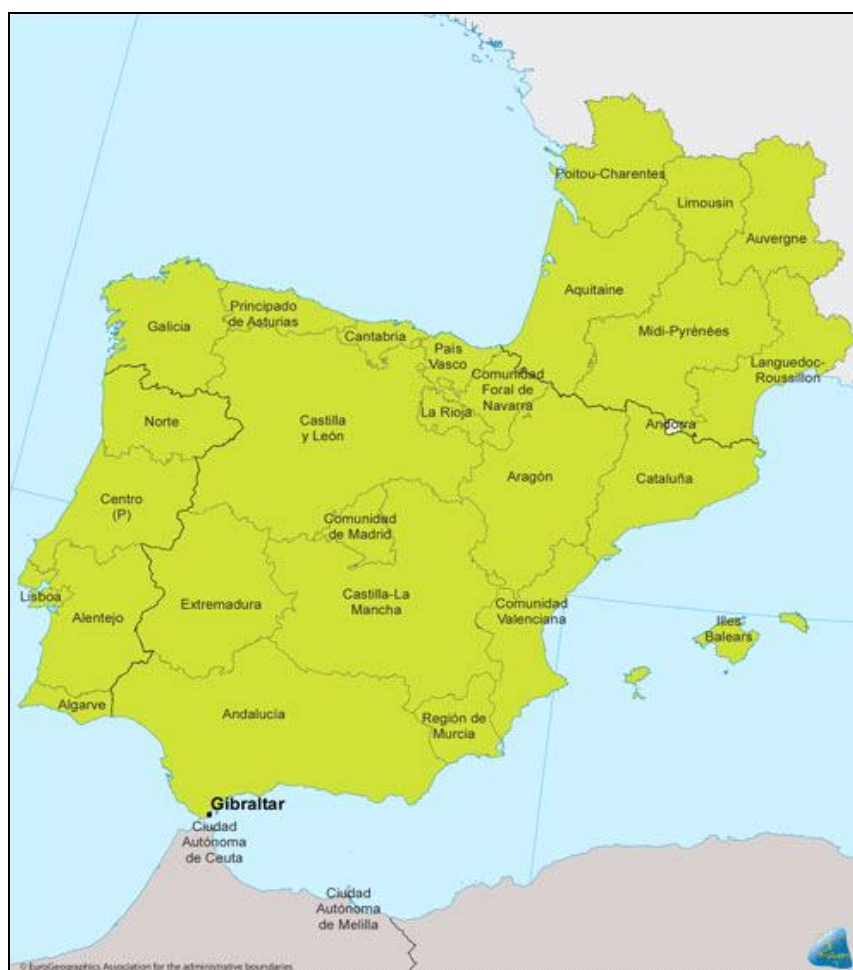 Poitou-Charentes
Limousin
Auvergne
Aquitaine
Midi-Pyrénées
Languedoc-
Roussillon
Galicia
Principado
de Asturias
Cantabria
País
Vasco
Comunidad
Foral de
Navarra
La Rioja
Norte
Castilla
y León
Andorra
Aragón
Cataluña
Centro
(P)
Comunidad
de Madrid
Lisboa
Alentejo
Extremadura
Castilla-La
Mancha
Comunidad
Valenciana
Illes
Balears
Algarve
Andalucía
Región de
Murcia
Gibraltar
Ciudad
Autónoma
de Ceuta
Ciudad
Autónoma
de Melilla
© EuroGeographics Association for the administrative boundaries